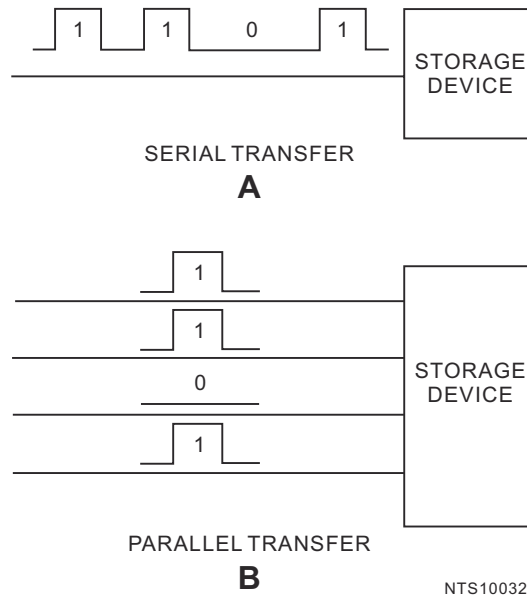 1 1 0 1
STORAGE
DEVICE
SERIAL TRANSFER
A
1
1
0
1
STORAGE
DEVICE
PARALLEL TRANSFER
B
NTS10032